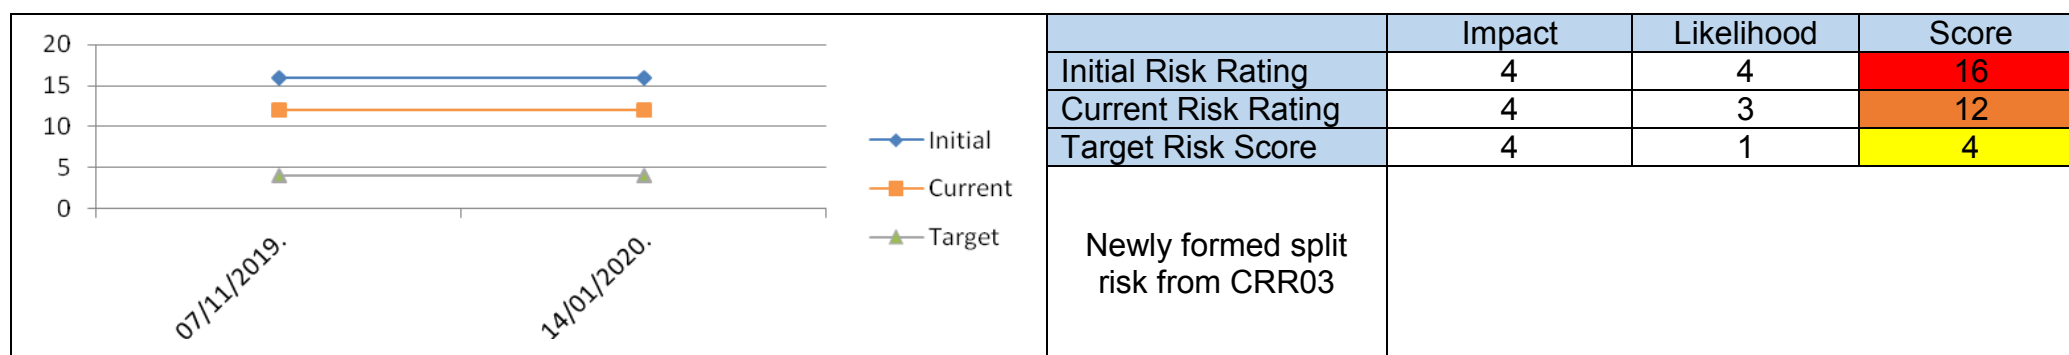 20
15
10
5
0
07/11/2019.
14/01/2020.
Initial
Current
Target
Impact Likelihood Score
Initial Risk Rating 4 4 16
Current Risk Rating 4 3 12
Target Risk Score 4 1 4
Newly formed split
risk from CRR03